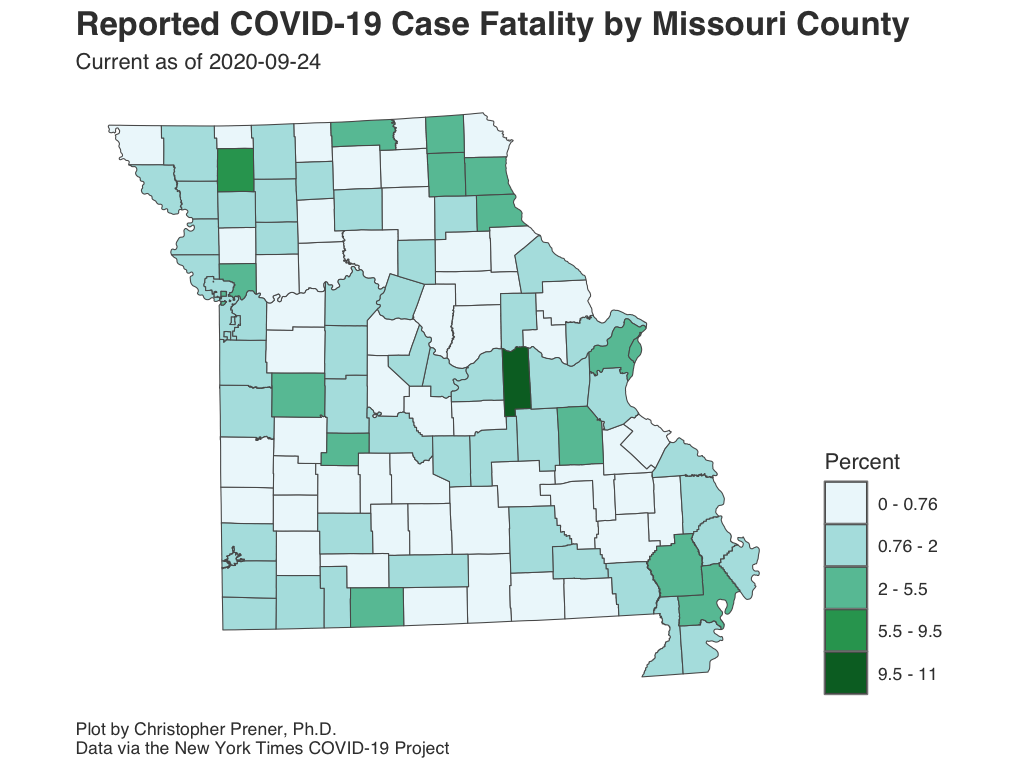 Reported COVID-19 Case Fatality by Missouri County
Current as of 2020-09-24
Percent
0 - 0.76
0.76 - 2
2 - 5.5
5.5 - 9.5
9.5 - 11
Plot by Christopher Prener, Ph.D.
Data via the New York Times COVID-19 Project